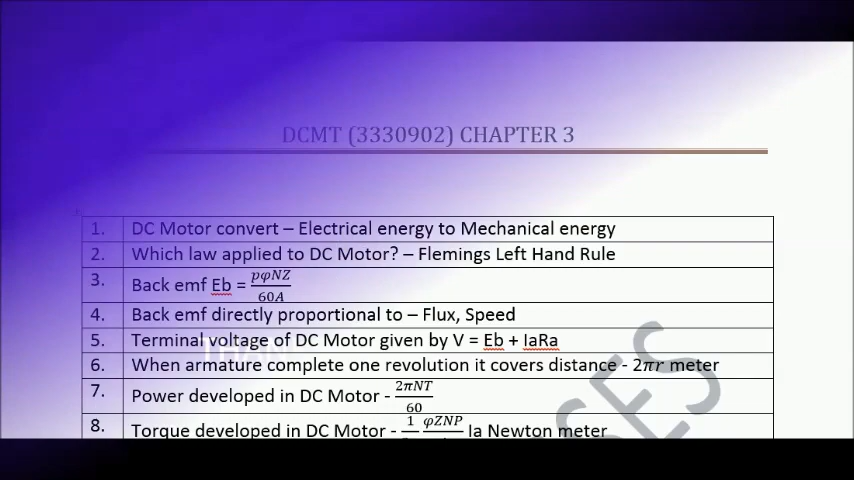 DCMT (3330902) CHAPTER 3
1. DC Motor convert – Electrical energy to Mechanical energy
2. Which law applied to DC Motor? – Flemings Left Hand Rule
3. Back emf Eb = pφNZ/60A
4. Back emf directly proportional to – Flux, Speed
5. Terminal voltage of DC Motor given by V = Eb + IaRa
6. When armature complete one revolution it covers distance - 2πr meter
7. Power developed in DC Motor - 2πNT/60
8. Torque developed in DC Motor - 1 φZNP Ia Newton meter
THAN